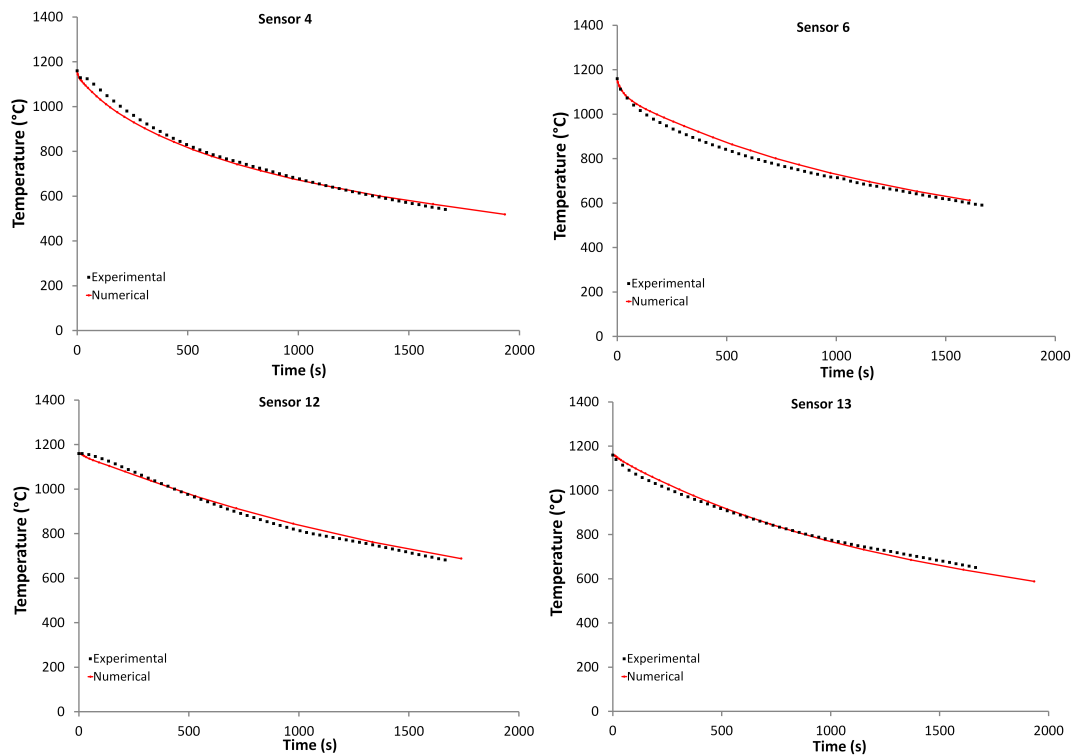 Sensor 4
Temperature (°C)
1400
1200
1000
800
600
400
200
0
Experimental
Numerical
0 500 1000 1500 2000
Time (s)
Sensor 6
Temperature (°C)
1400
1200
1000
800
600
400
200
0
Experimental
Numerical
0 500 1000 1500 2000
Time (s)
Sensor 12
Temperature (°C)
1400
1200
1000
800
600
400
200
0
Experimental
Numerical
0 500 1000 1500 2000
Time (s)
Sensor 13
Temperature (°C)
1400
1200
1000
800
600
400
200
0
Experimental
Numerical
0 500 1000 1500 2000
Time (s)